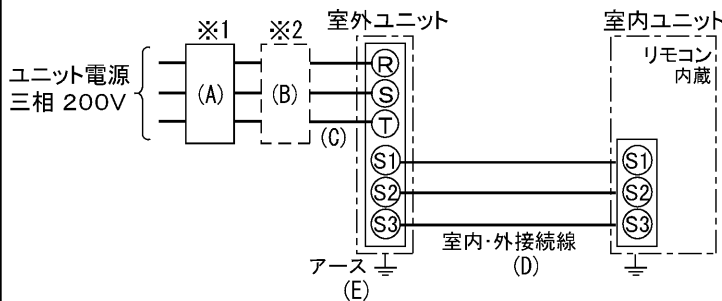 ※1
※2
室外ユニット
室内ユニット
ユニット電源
三相 200V
(A)
(B)
(C)
R
S
T
S1
S2
S3
リモコン
内蔵
S1
S2
S3
室内・外接続線
(D)
アース
(E)